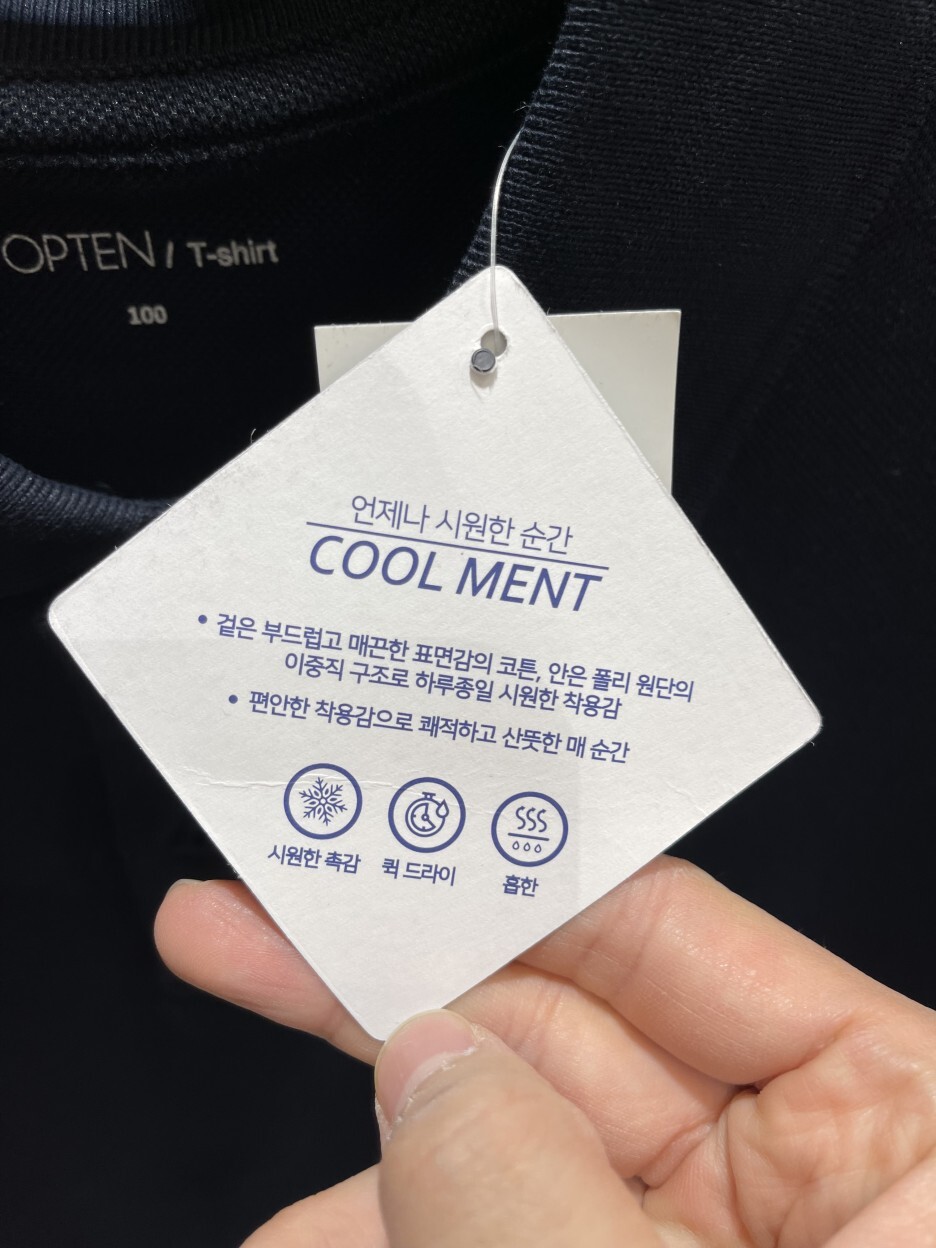 OPTEN / T-shirt
100
언제나 시원한 순간
COOL MENT
• 겉은 부드럽고 매끈한 표면감의 코튼, 안은 폴리 원단의
이중직 구조로 하루종일 시원한 착용감
• 편안한 착용감으로 쾌적하고 산뜻한 매 순간
시원한 촉감 퀵 드라이 흡한